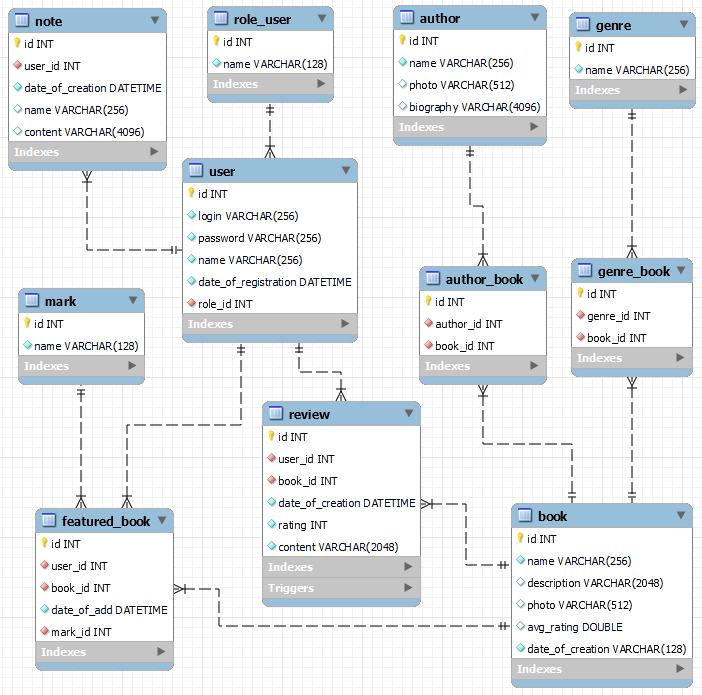 note
id INT
user_id INT
date_of_creation DATETIME
name VARCHAR(256)
content VARCHAR(4096)
Indexes
role_user
id INT
name VARCHAR(128)
Indexes
author
id INT
name VARCHAR(256)
photo VARCHAR(512)
biography VARCHAR(4096)
Indexes
genre
id INT
name VARCHAR(256)
Indexes
user
id INT
login VARCHAR(256)
password VARCHAR(256)
name VARCHAR(256)
date_of_registration DATETIME
role_id INT
Indexes
author_book
id INT
author_id INT
book_id INT
Indexes
genre_book
id INT
genre_id INT
book_id INT
Indexes
mark
id INT
name VARCHAR(128)
Indexes
review
id INT
user_id INT
book_id INT
date_of_creation DATETIME
rating INT
content VARCHAR(2048)
Indexes
Triggers
featured_book
id INT
user_id INT
book_id INT
date_of_add DATETIME
mark_id INT
Indexes
book
id INT
name VARCHAR(256)
description VARCHAR(2048)
photo VARCHAR(512)
avg_rating DOUBLE
date_of_creation VARCHAR(128)
Indexes